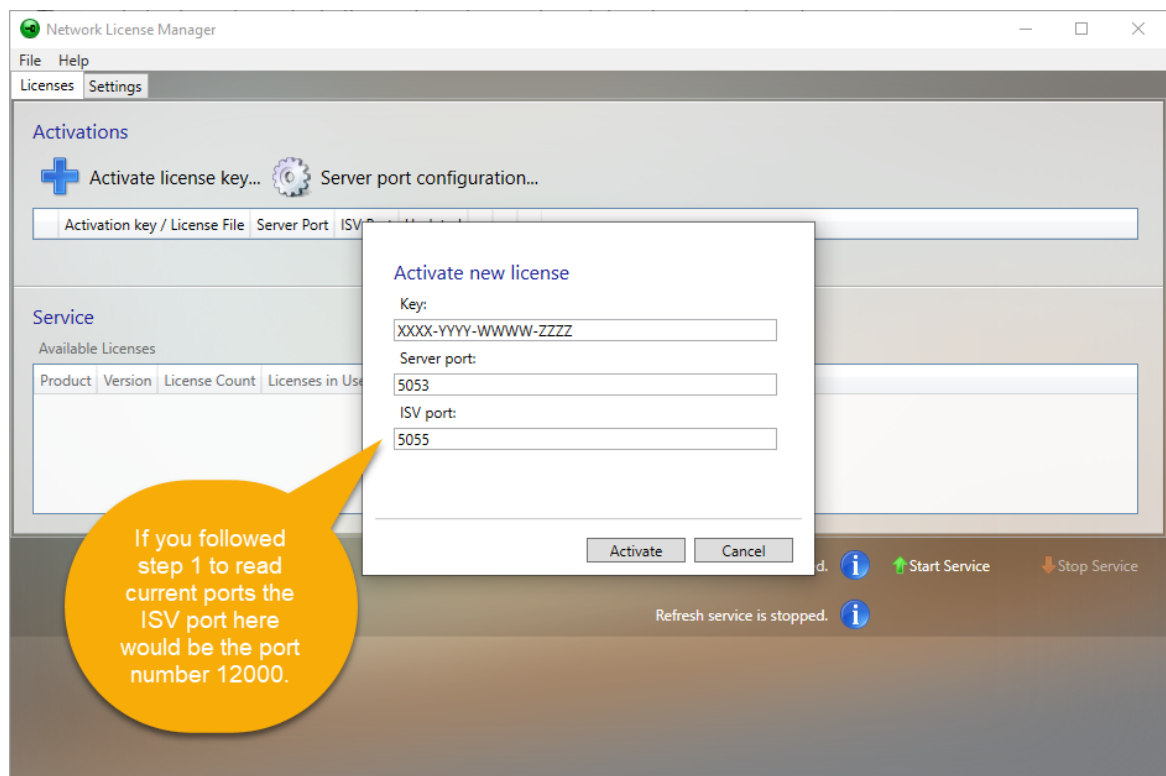 Network License Manager
File Help
Licenses Settings
Activations
Activate license key... Server port configuration...
Activation key / License File Server Port ISV
Activate new license
Key:
XXXX-YYYY-WWWW-ZZZZ
Server port:
5053
ISV port:
5055
Activate Cancel
Service
Available Licenses
Product Version License Count Licenses in Use
If you followed
step 1 to read
current ports the
ISV port here
would be the port
number 12000.
Start Service Stop Service
Refresh service is stopped.